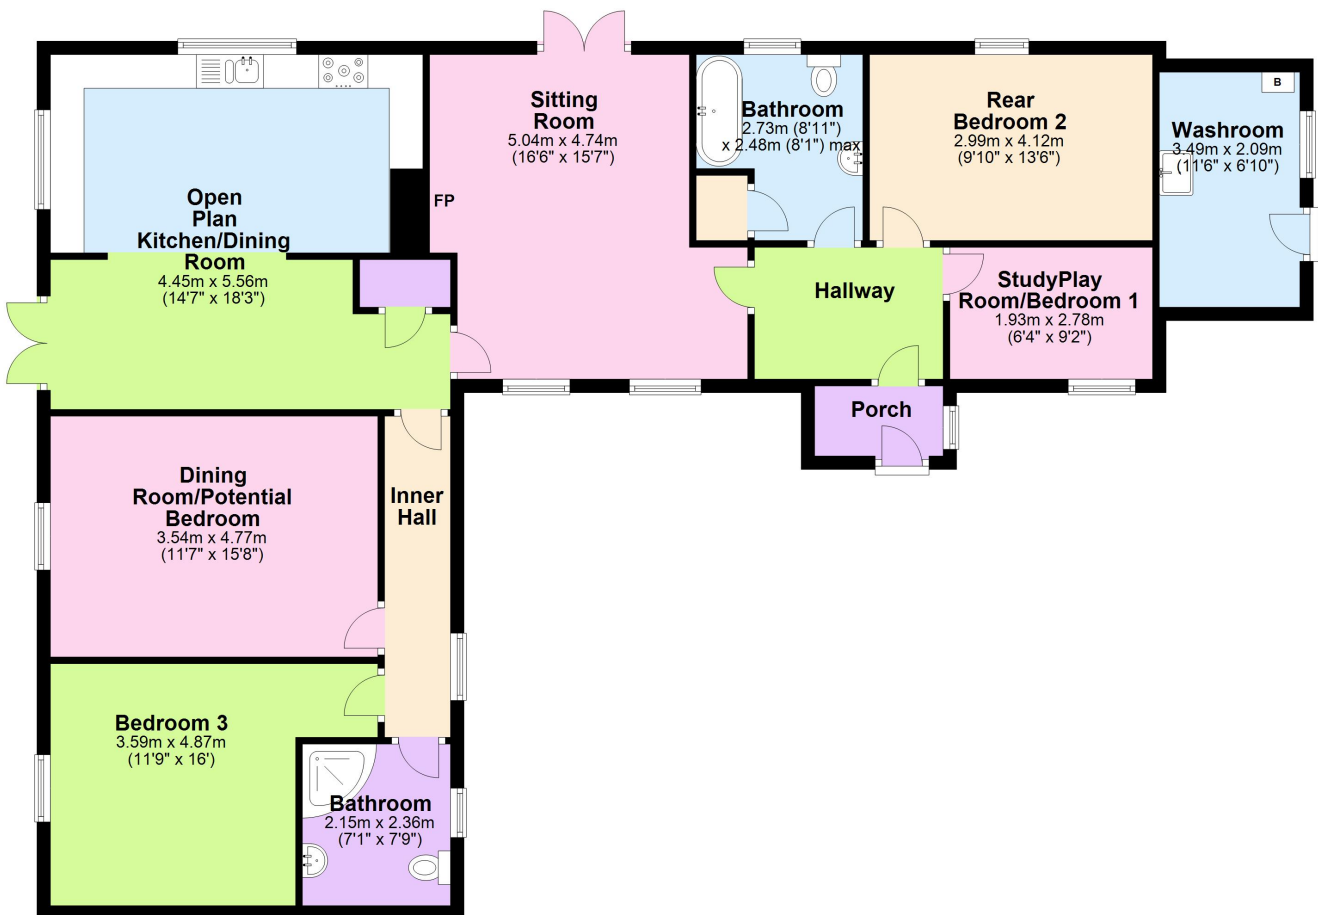 Sitting
Room
5.04m x 4.74m
(16'6" x 15'7")
Bathroom
2.73m (8'11")
x 2.48m (8'1") max
Rear
Bedroom 2
2.99m x 4.12m
(9'10" x 13'6")
B
Washroom
3.49m x 2.09m
(11'6" x 6'10")
Open
Plan
Kitchen/Dining
Room
4.45m x 5.56m
(14'7" x 18'3")
FP
Hallway
StudyPlay
Room/Bedroom 1
1.93m x 2.78m
(6'4" x 9'2")
Porch
Dining
Room/Potential
Bedroom
3.54m x 4.77m
(11'7" x 15'8")
Inner
Hall
Bedroom 3
3.59m x 4.87m
(11'9" x 16')
Bathroom
2.15m x 2.36m
(7'1" x 7'9")